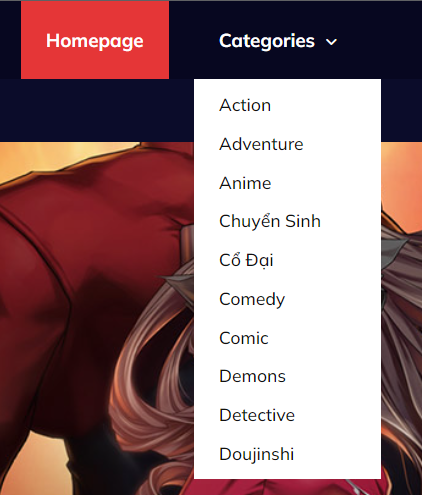 Homepage Categories
Action
Adventure
Anime
Chuyển Sinh
Cổ Đại
Comedy
Comic
Demons
Detective
Doujinshi